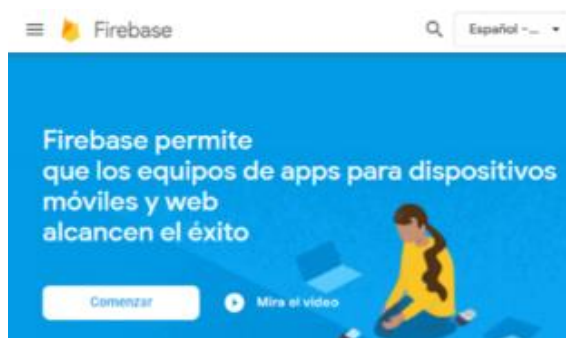 Firebase
Español -...
Firebase permite
que los equipos de apps para dispositivos
móviles y web
alcancen el éxito
Comenzar
Mira el video